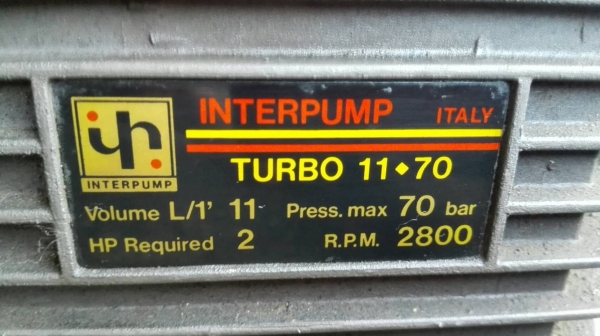 INTERPUMP ITALY
TURBO 11◆70
INTERPUMP
Volume L/1' 11 Press. max 70 bar
HP Required 2 R.P.M. 2800